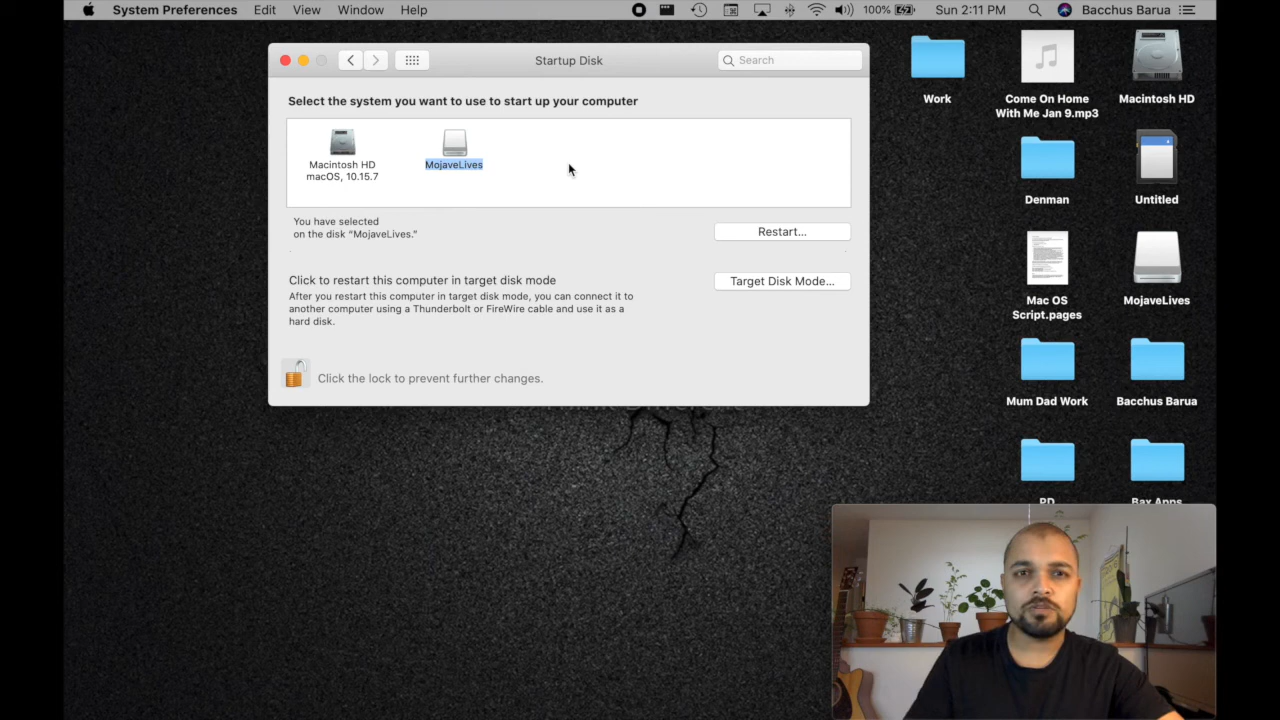 System Preferences Edit View Window Help 100% Sun 2:11 PM Bacchus Barua
Startup Disk
Search
Select the system you want to use to start up your computer
Macintosh HD
macOS, 10.15.7
MojaveLives
You have selected
on the disk “MojaveLives.”
Restart...
Click to restart this computer in target disk mode
Target Disk Mode...
After you restart this computer in target disk mode, you can connect it to
another computer using a Thunderbolt or FireWire cable and use it as a
hard disk.
Click the lock to prevent further changes.
Work
Come On Home
With Me Jan 9.mp3
Macintosh HD
Denman
Untitled
Mac OS
Script.pages
MojaveLives
Mum Dad Work
Bacchus Barua
PD
Bax Apps